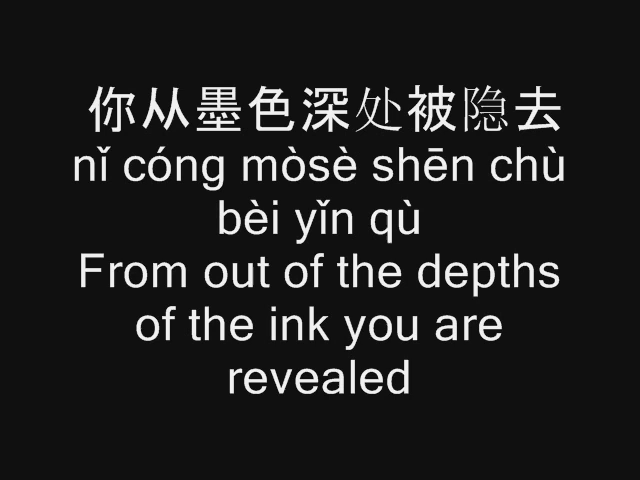 你从墨色深处被隐去
nǐ cóng mòsè shēn chù
bèi yǐn qù
From out of the depths
of the ink you are
revealed